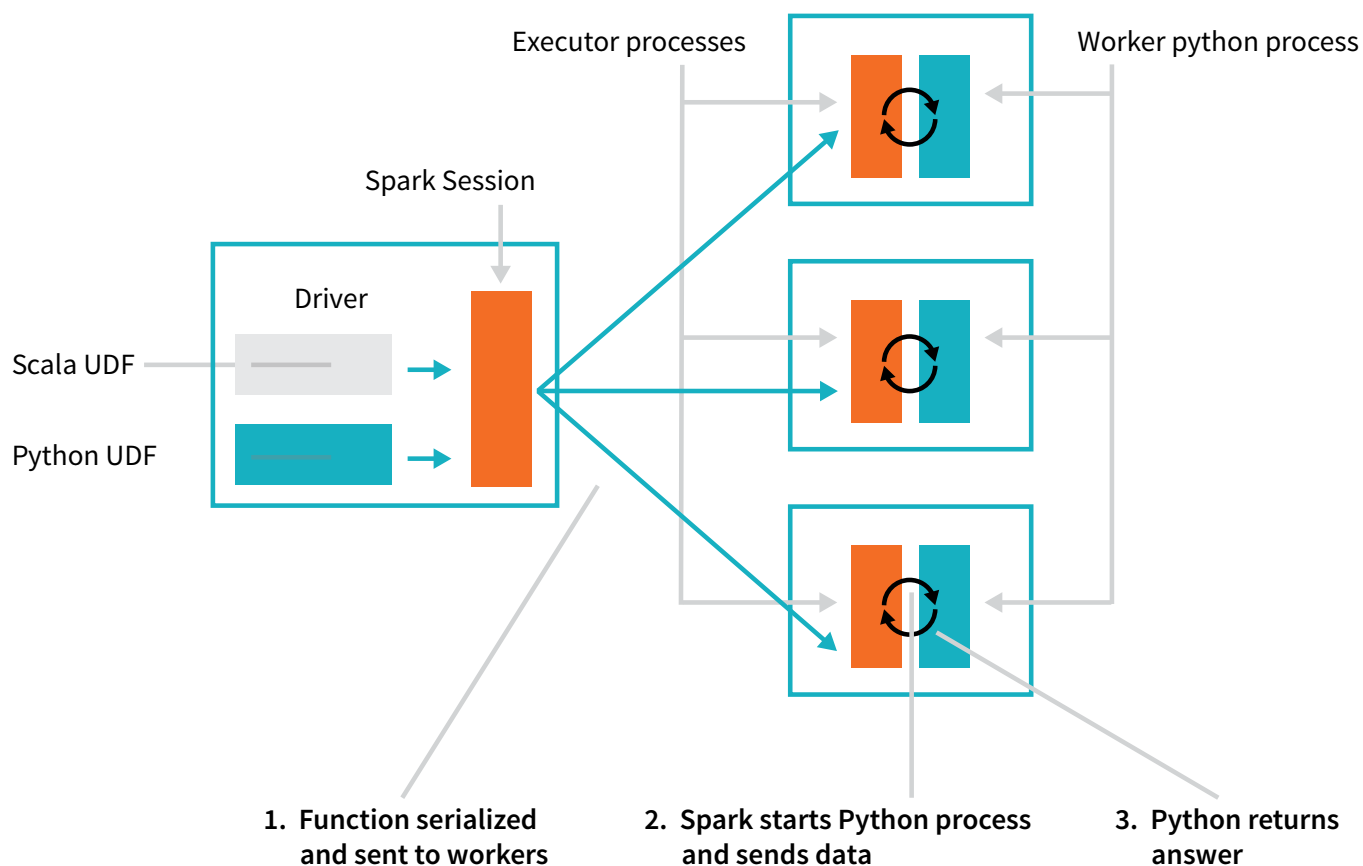 Executor processes
Worker python process
Spark Session
Driver
Scala UDF
Python UDF
1. Function serialized
and sent to workers
2. Spark starts Python process
and sends data
3. Python returns
answer